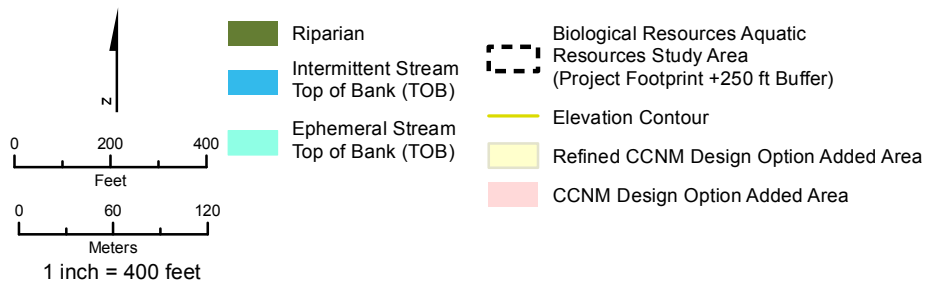 N
0 200 400
Feet
0 60 120
Meters
1 inch = 400 feet
Riparian
Intermittent Stream
Top of Bank (TOB)
Ephemeral Stream
Top of Bank (TOB)
Biological Resources Aquatic
Resources Study Area
(Project Footprint +250 ft Buffer)
Elevation Contour
Refined CCNM Design Option Added Area
CCNM Design Option Added Area